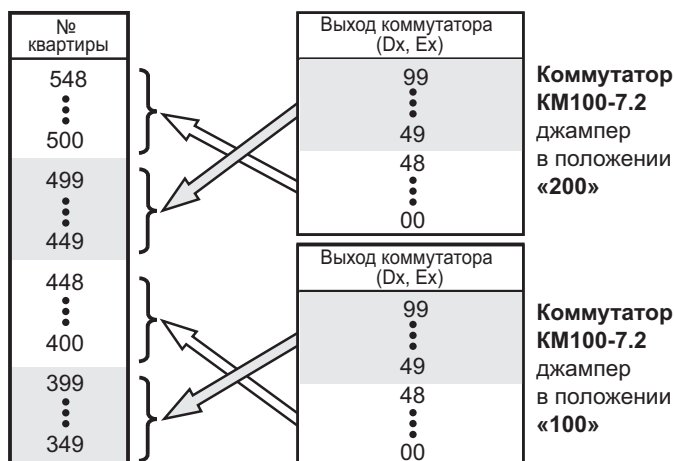 №
квартиры
548
500
499
449
448
400
399
349
Выход коммутатора
(Dx, Ex)
99
49
48
00
Коммутатор
КМ100-7.2
джампер
в положении
«200»
Выход коммутатора
(Dx, Ex)
99
49
48
00
Коммутатор
КМ100-7.2
джампер
в положении
«100»